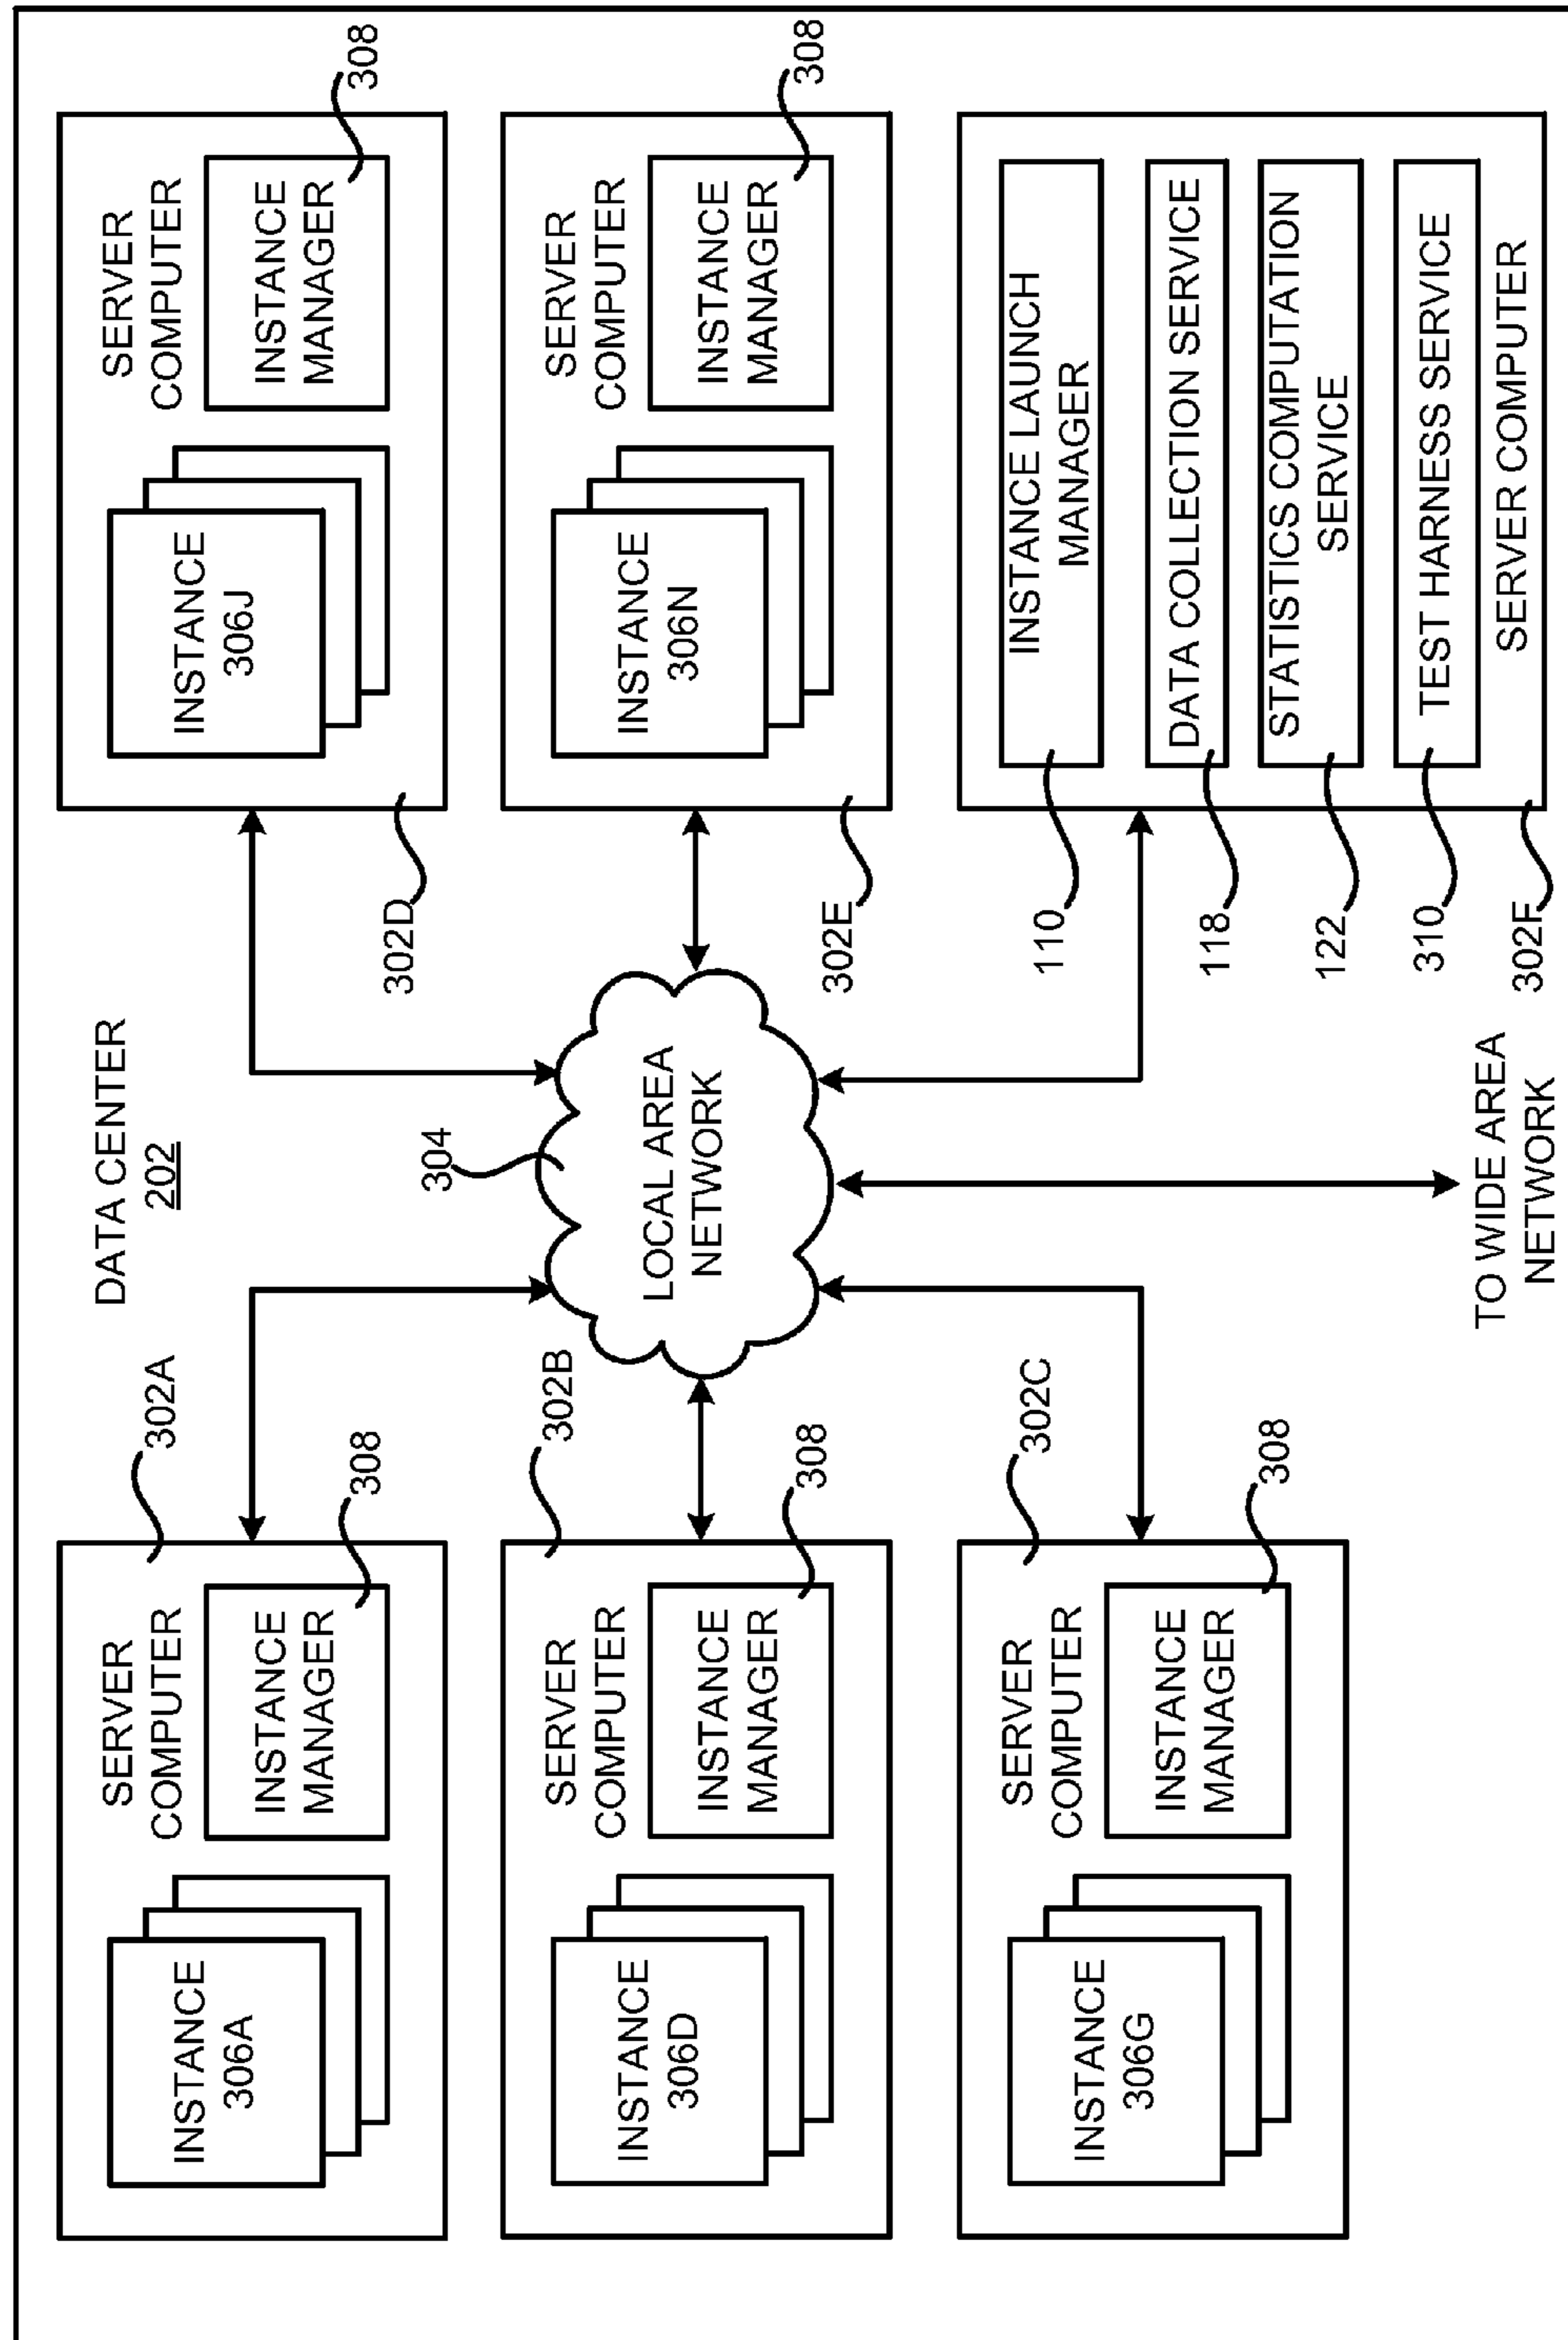 DATA CENTER
202
302A
SERVER
COMPUTER
INSTANCE
306A
INSTANCE
MANAGER
308
302B
SERVER
COMPUTER
INSTANCE
306D
INSTANCE
MANAGER
308
302C
SERVER
COMPUTER
INSTANCE
306G
INSTANCE
MANAGER
308
304
LOCAL AREA
NETWORK
TO WIDE AREA
NETWORK
302D
SERVER
COMPUTER
INSTANCE
306J
INSTANCE
MANAGER
308
302E
SERVER
COMPUTER
INSTANCE
306N
INSTANCE
MANAGER
308
110
INSTANCE LAUNCH
MANAGER
118
DATA COLLECTION SERVICE
122
STATISTICS COMPUTATION
SERVICE
310
TEST HARNESS SERVICE
302F
SERVER COMPUTER